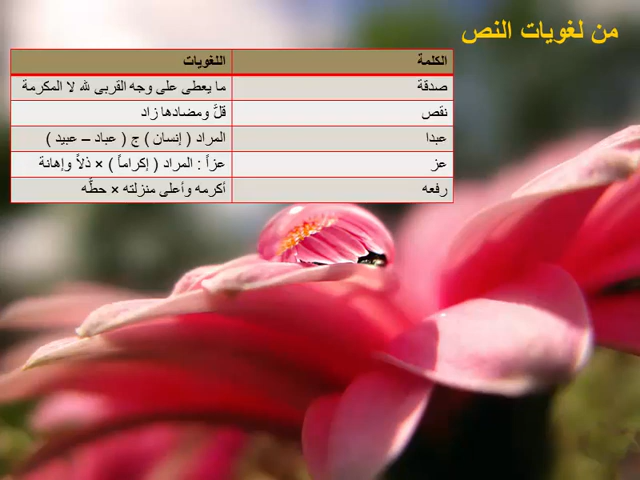 من لغويات النص
الكلمة اللغويات
صدقة ما يعطى على وجه القربى لله لا المكرمة
نقص قلَّ ومضادها زاد
عبدا المراد ( إنسان ) ج ( عباد – عبيد )
عز عزاً : المراد ( إكراماً ) × ذلاً وإهانة
رفعه أكرمه وأعلى منزلته × حطَّه